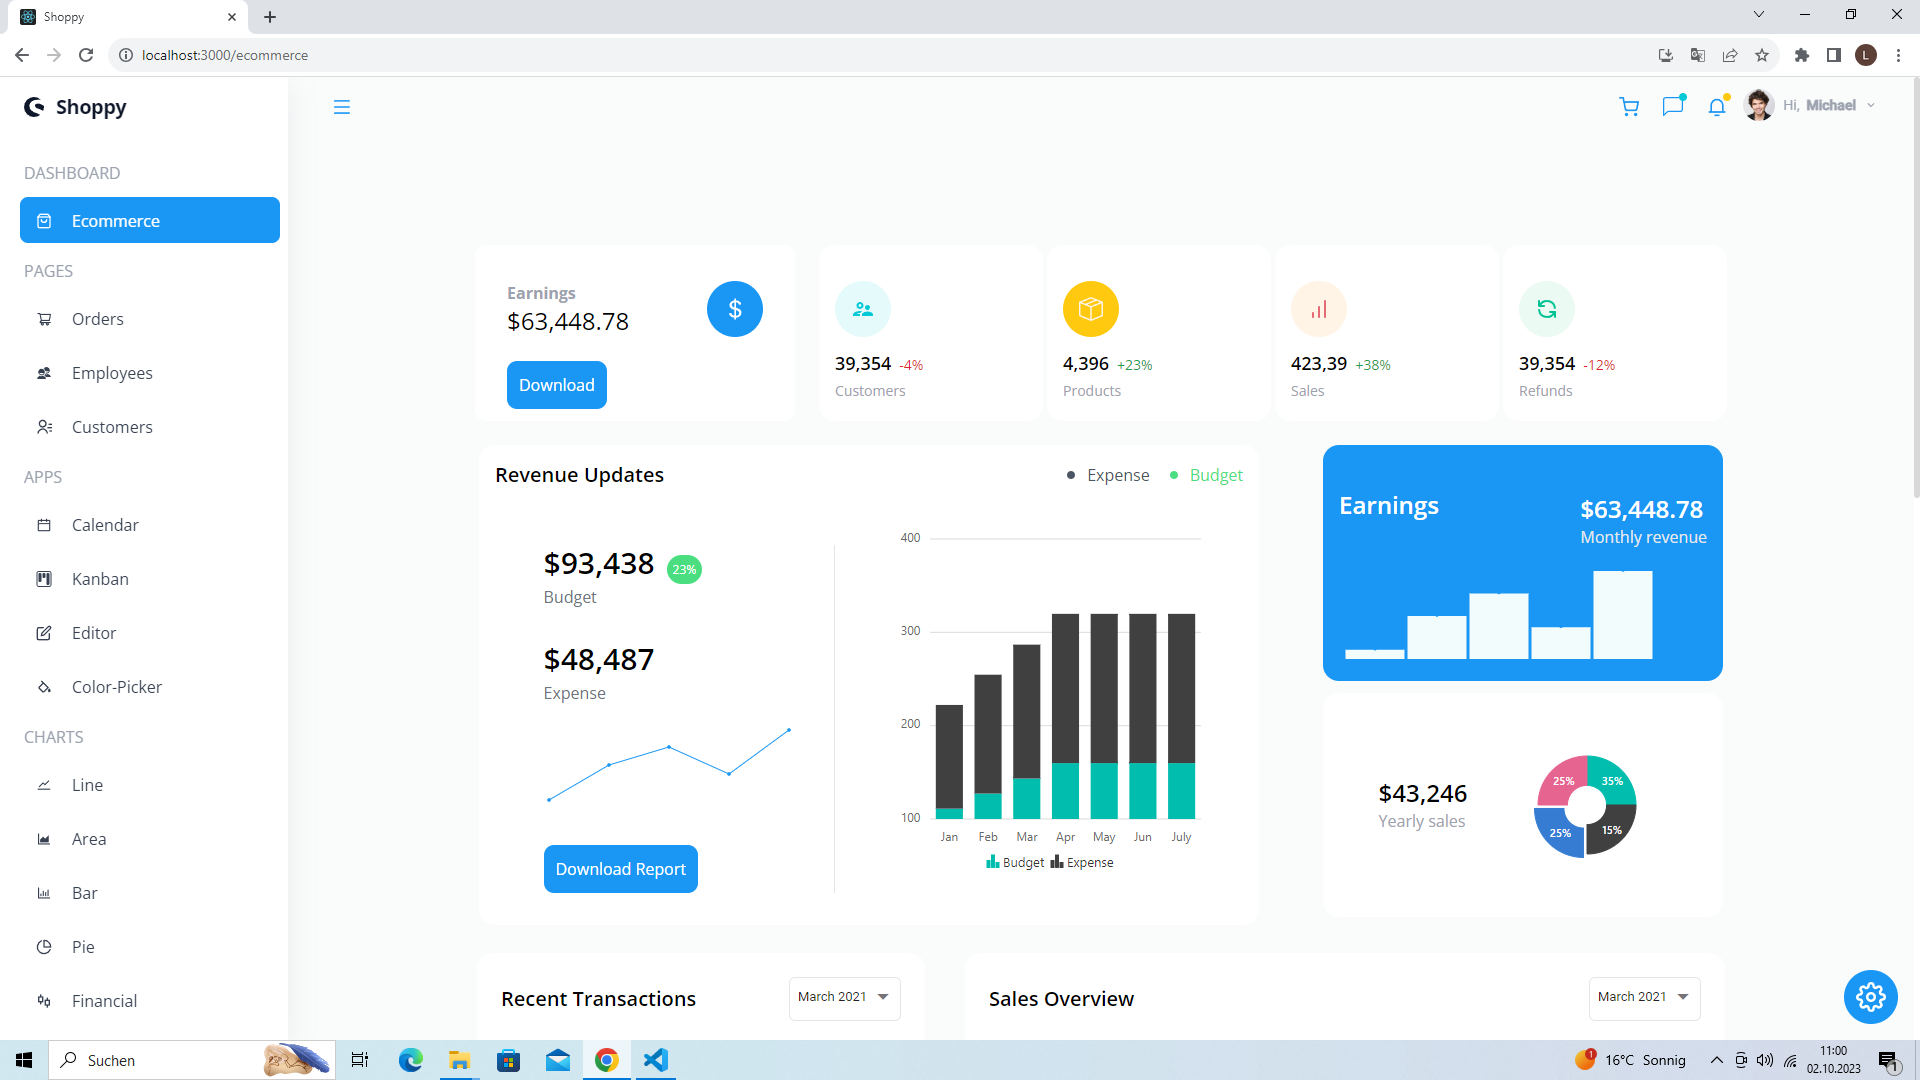 Shoppy
localhost:3000/ecommerce
L
Shoppy
Hi, Michael
DASHBOARD
Ecommerce
PAGES
Orders
Employees
Customers
APPS
Calendar
Kanban
Editor
Color-Picker
CHARTS
Line
Area
Bar
Pie
Financial
Earnings
$63,448.78
$
Download
39,354 -4%
Customers
4,396 +23%
Products
423,39 +38%
Sales
39,354 -12%
Refunds
Revenue Updates
Expense Budget
$93,438 23%
Budget
$48,487
Expense
Download Report
400
300
200
100
Jan Feb Mar Apr May Jun July
Budget Expense
Earnings
$63,448.78
Monthly revenue
$43,246
Yearly sales
25% 35%
25% 15%
Recent Transactions
March 2021
Sales Overview
March 2021
Suchen
1
16°C Sonnig
11:00
02.10.2023
1